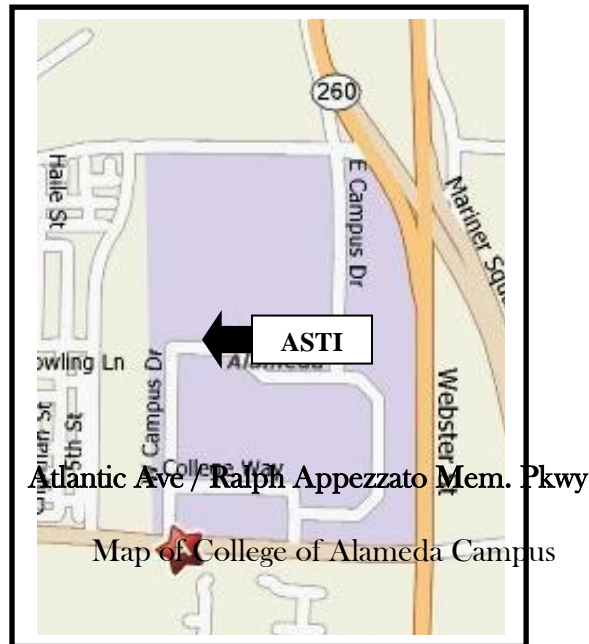 260
Haile St
E Campus Dr
Mariner Squ
ASTI
Alameda
owling Ln
Campus Dr
5th St
Webster St
College Way
Atlantic Ave / Ralph Appezzato Mem. Pkwy
Map of College of Alameda Campus